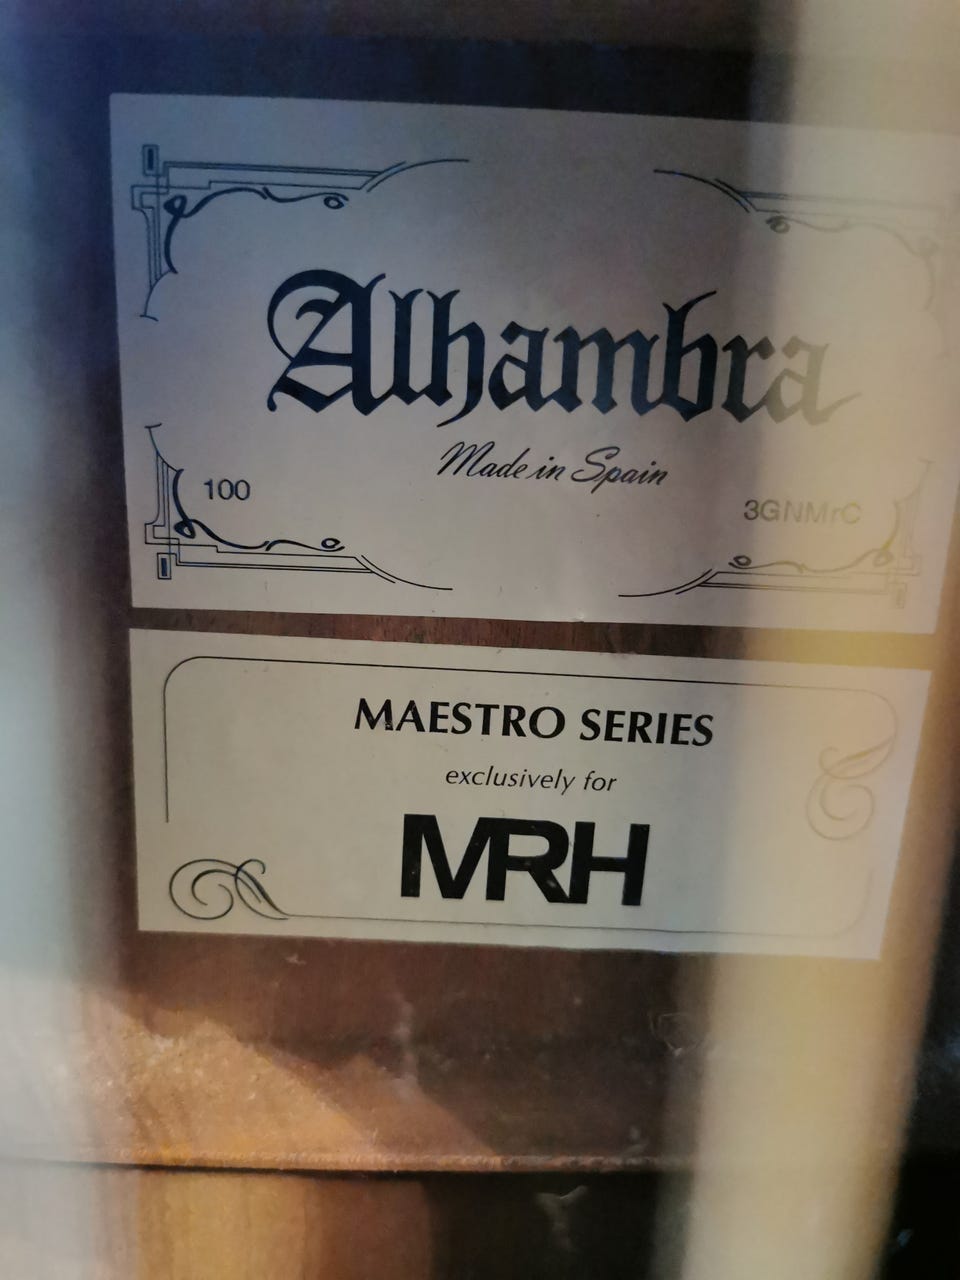 Alhambra
Made in Spain
100
3GNMrC
MAESTRO SERIES
exclusively for
MRH